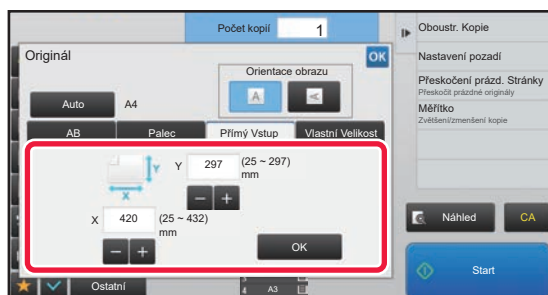 Počet kopií 1
Originál
OK
Orientace obrazu
A
A
Auto A4
AB Palec Přímý Vstup Vlastní Velikost
Y
X
Y 297 (25 ~ 297)
mm
X 420 (25 ~ 432)
mm
OK
Ostatní
4 A3
Oboustr. Kopie
Nastavení pozadí
Přeskočení prázd. Stránky
Přeskočit prázdné originály
Měřítko
Zvětšení/zmenšení kopie
Náhled CA
Start